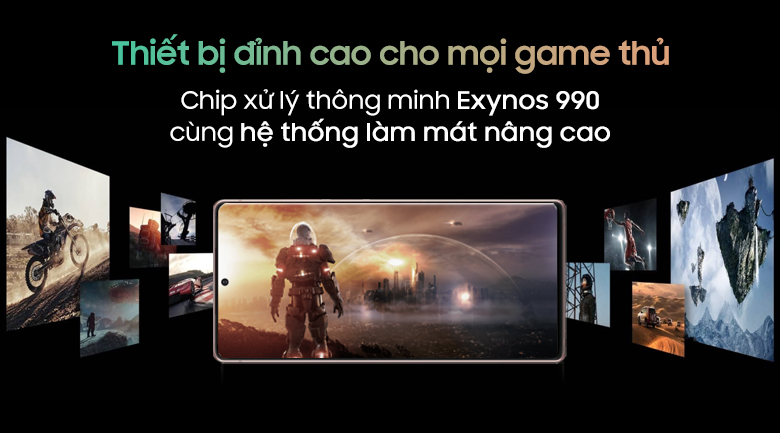 Thiết bị đỉnh cao cho mọi game thủ
Chip xử lý thông minh Exynos 990
cùng hệ thống làm mát nâng cao